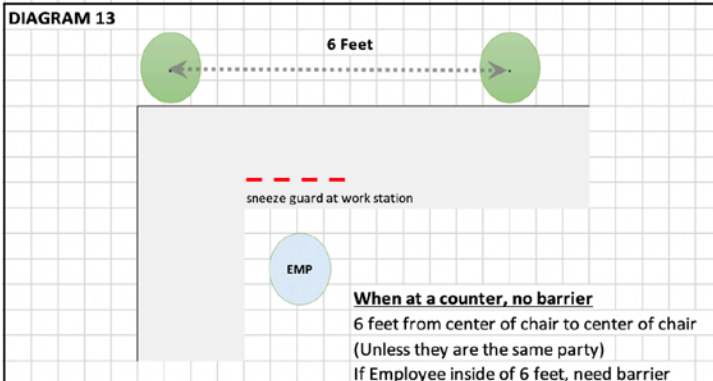 DIAGRAM 13
6 Feet
sneeze guard at work station
EMP
When at a counter, no barrier
6 feet from center of chair to center of chair
(Unless they are the same party)
If Employee inside of 6 feet, need barrier